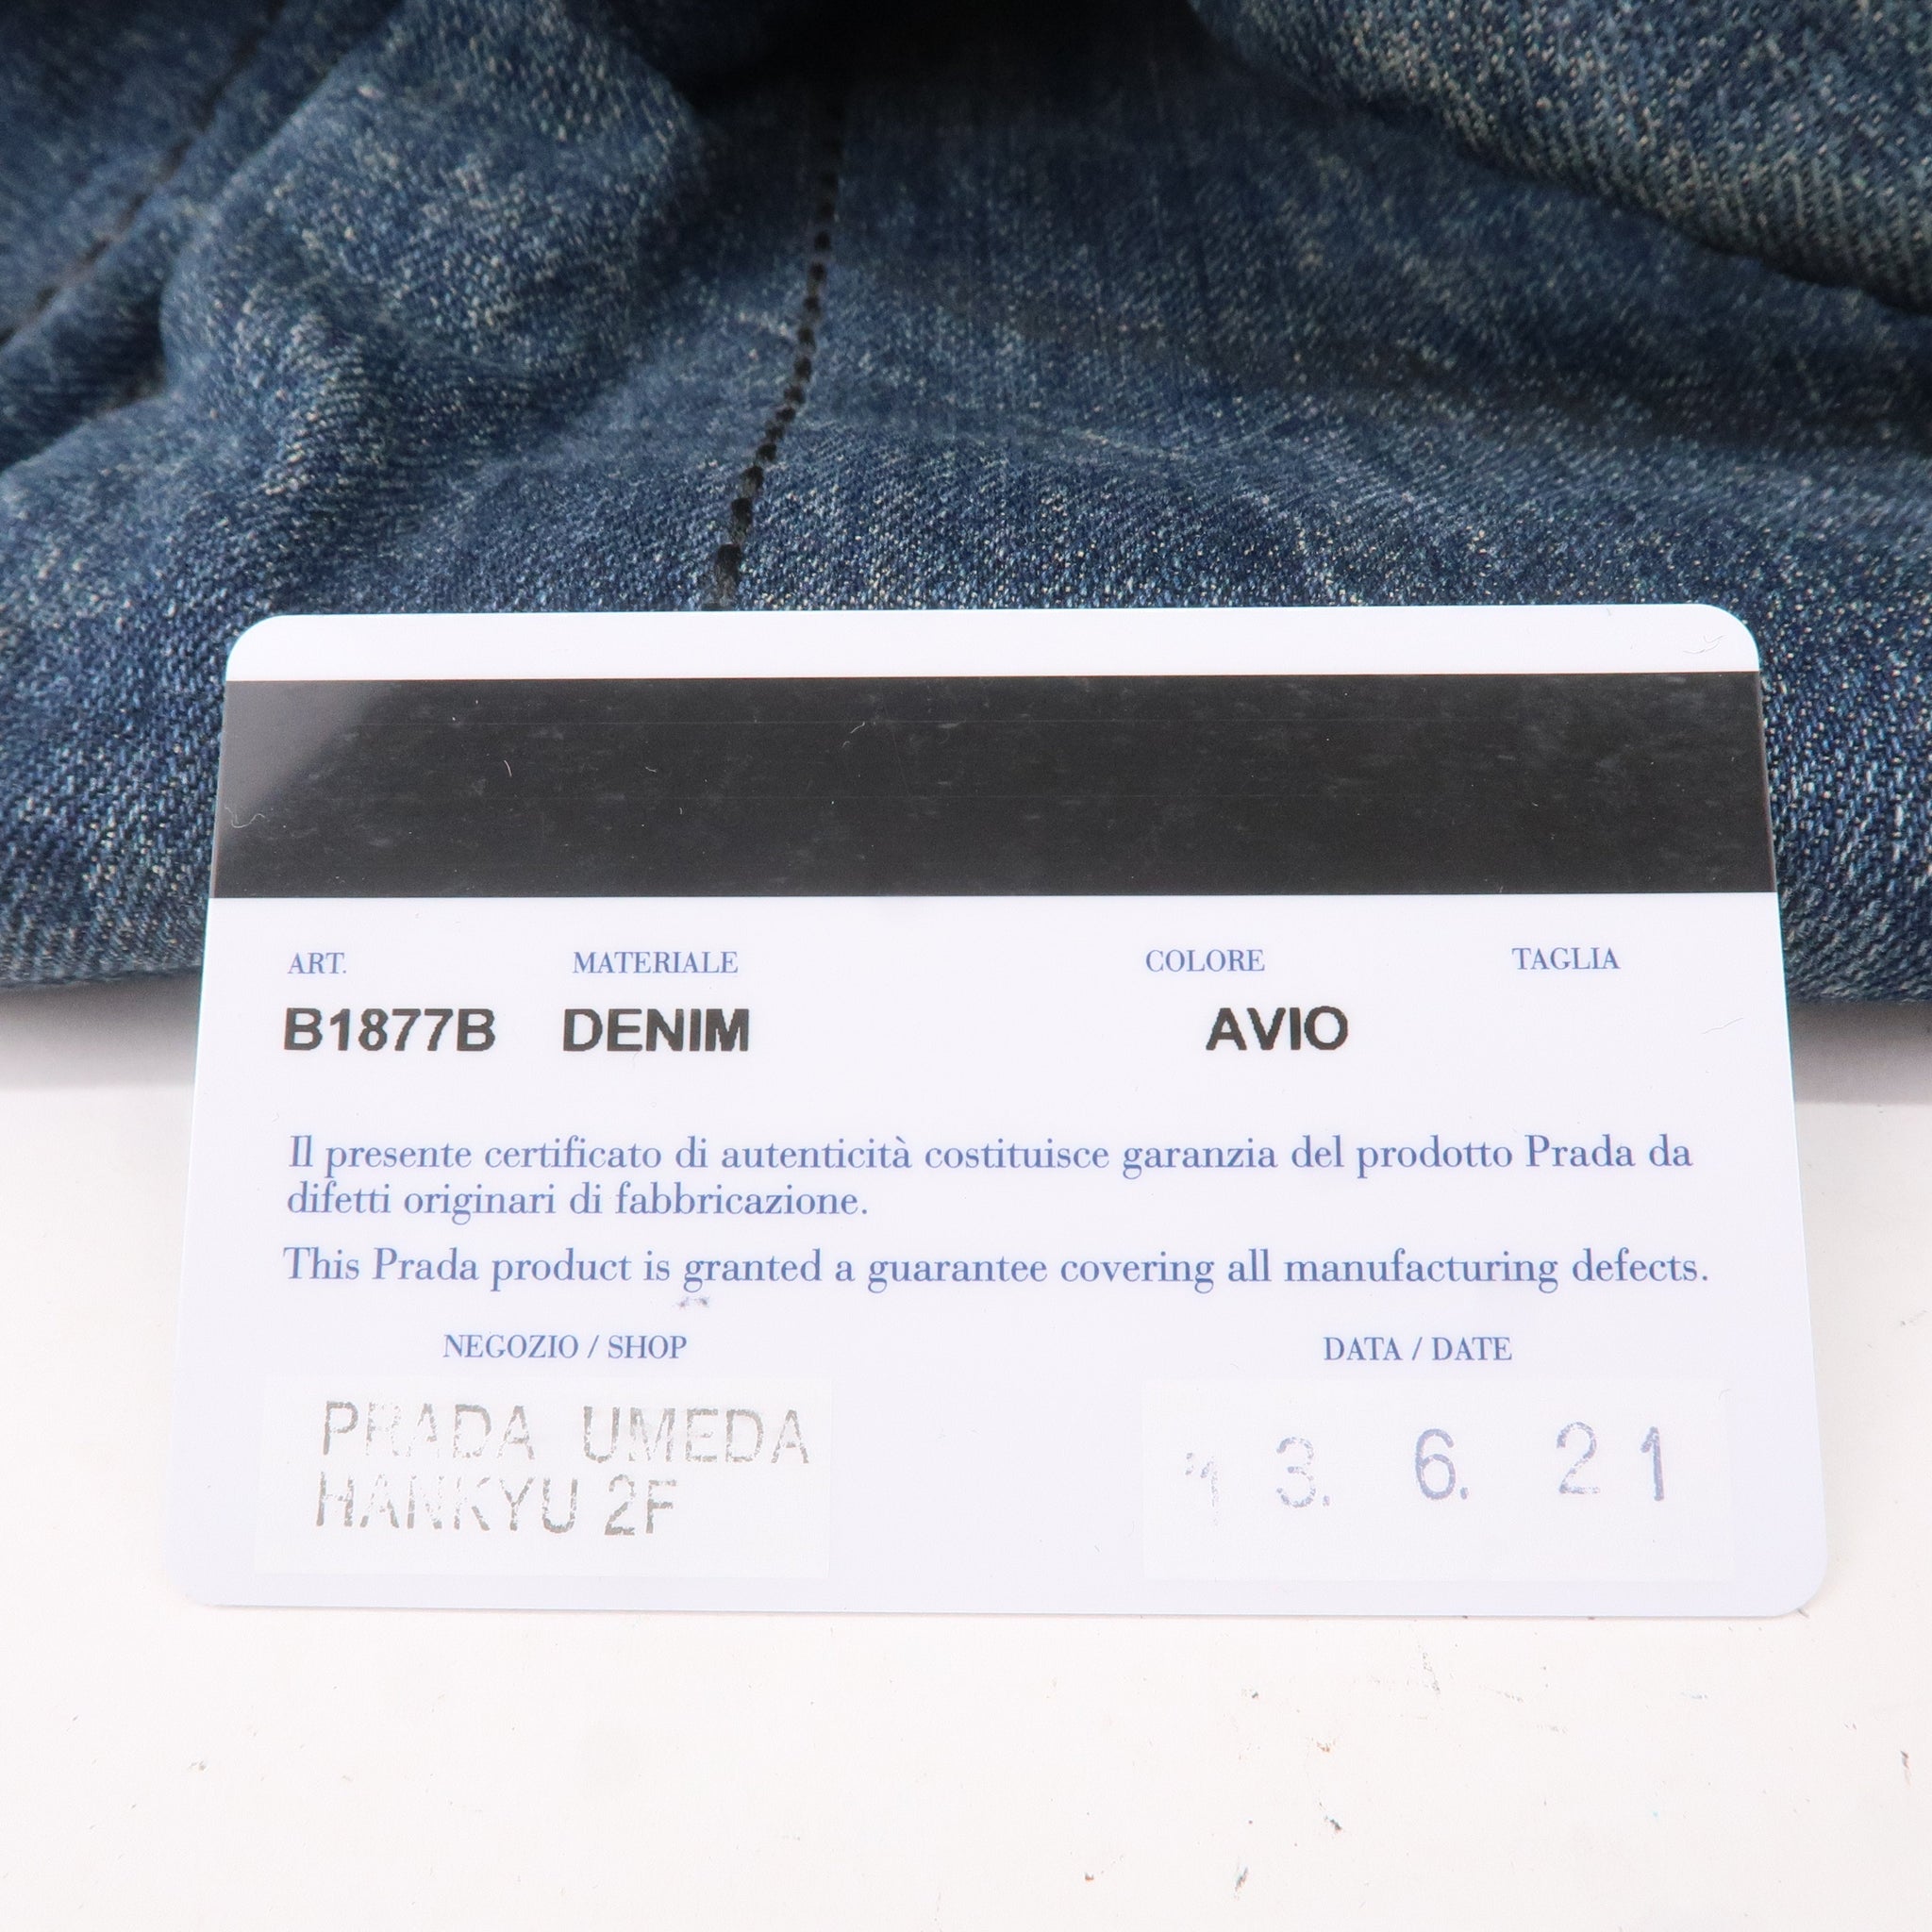 ART. MATERIALE COLORE TAGLIA
B1877B DENIM AVIO
Il presente certificato di autenticità costituisce garanzia del prodotto Prada da
difetti originari di fabbricazione.
This Prada product is granted a guarantee covering all manufacturing defects.
NEGOZIO / SHOP DATA / DATE
PRADA UMEDA
HANKYU 2F
'13. 6. 21